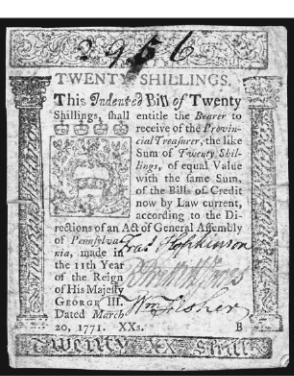 2956
TWENTY SHILLINGS.
This Indented Bill of Twenty
Shillings, shall entitle the Bearer to
receive of the Provin-
cial Treasurer, the like
Sum of Twenty Shil-
lings, of equal Value
with the same Sum,
of the Bills of Credit
now by Law current,
according to the Di-
rections of an Act of General Assembly
of Pennsylva-
nia, made in
the 11th Year
of the Reign
of His Majesty
GEORGE III.
Dated March
20, 1771. XXs. B
Fras Hopkinson
Wm Fisher
Twenty XX Shill